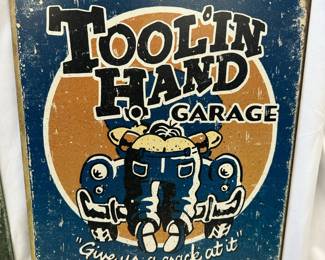 TOOL'IN
HAND
GARAGE
"Give us a crack at it"